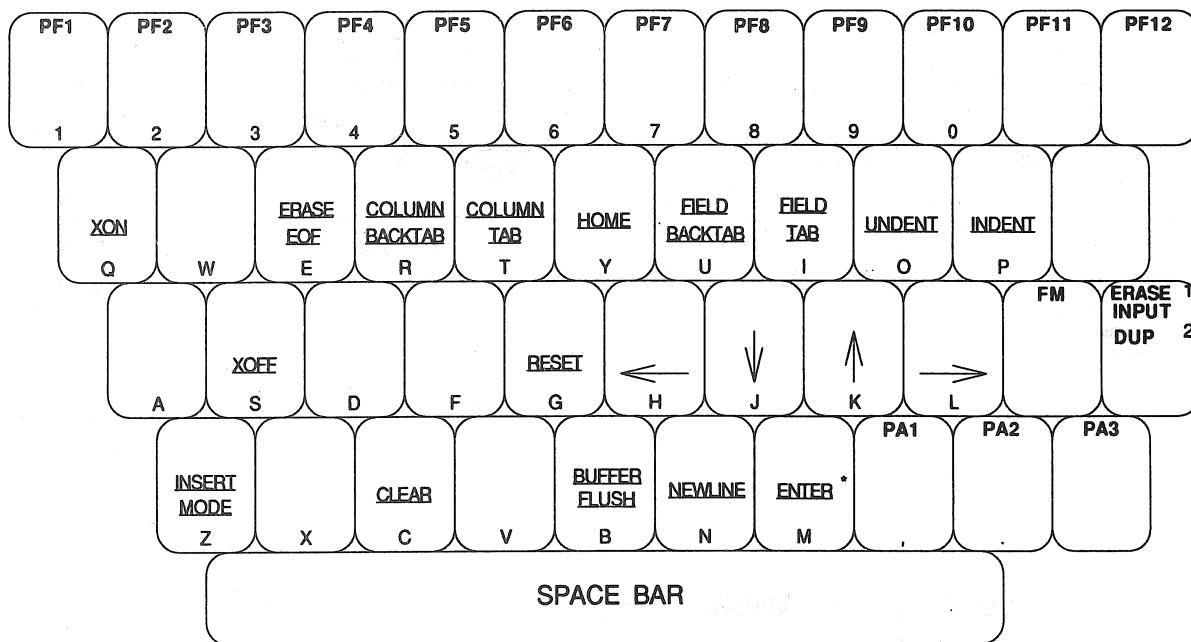 PF1 PF2 PF3 PF4 PF5 PF6 PF7 PF8 PF9 PF10 PF11 PF12
1 2 3 4 5 6 7 8 9 0
XON ERASE EOF COLUMN BACKTAB COLUMN TAB HOME FIELD BACKTAB FIELD TAB UNDENT INDENT
Q W E R T Y U I O P
FM ERASE INPUT 1
DUP 2
XOFF RESET
A S D F G H J K L
PA1 PA2 PA3
INSERT MODE CLEAR BUFFER FLUSH NEWLINE ENTER *
Z X C V B N M , .
SPACE BAR